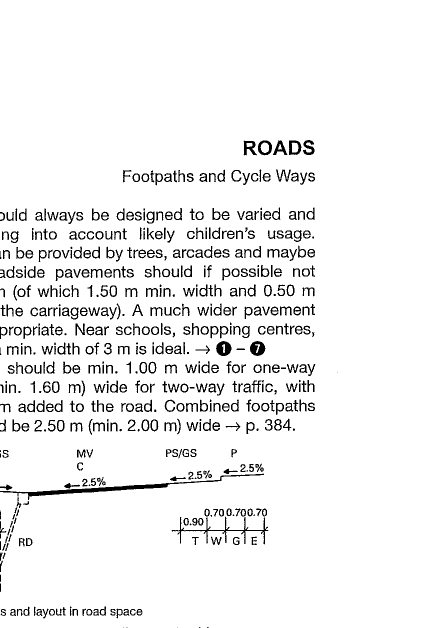 ROADS
Footpaths and Cycle Ways
ould always be designed to be varied and
ng into account likely children's usage.
n be provided by trees, arcades and maybe
adside pavements should if possible not
n (of which 1.50 m min. width and 0.50 m
the carriageway). A much wider pavement
propriate. Near schools, shopping centres,
a min. width of 3 m is ideal. → ❶ – ❼
should be min. 1.00 m wide for one-way
nin. 1.60 m) wide for two-way traffic, with
m added to the road. Combined footpaths
d be 2.50 m (min. 2.00 m) wide → p. 384.
GS MV PS/GS P
C
2.5% 2.5% 2.5%
0.90 0.70 0.70 0.70
T W G E
RD
s and layout in road space